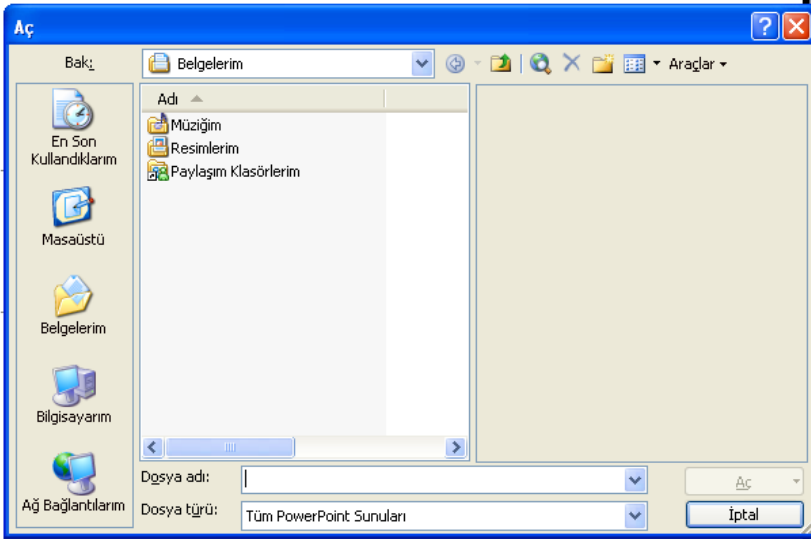 Aç
Bak:
Belgelerim
Araçlar
En Son
Kullandıklarım
Masaüstü
Belgelerim
Bilgisayarım
Ağ Bağlantılarım
Adı
Müziğim
Resimlerim
Paylaşım Klasörlerim
Dosya adı:
Aç
Dosya türü:
Tüm PowerPoint Sunuları
İptal